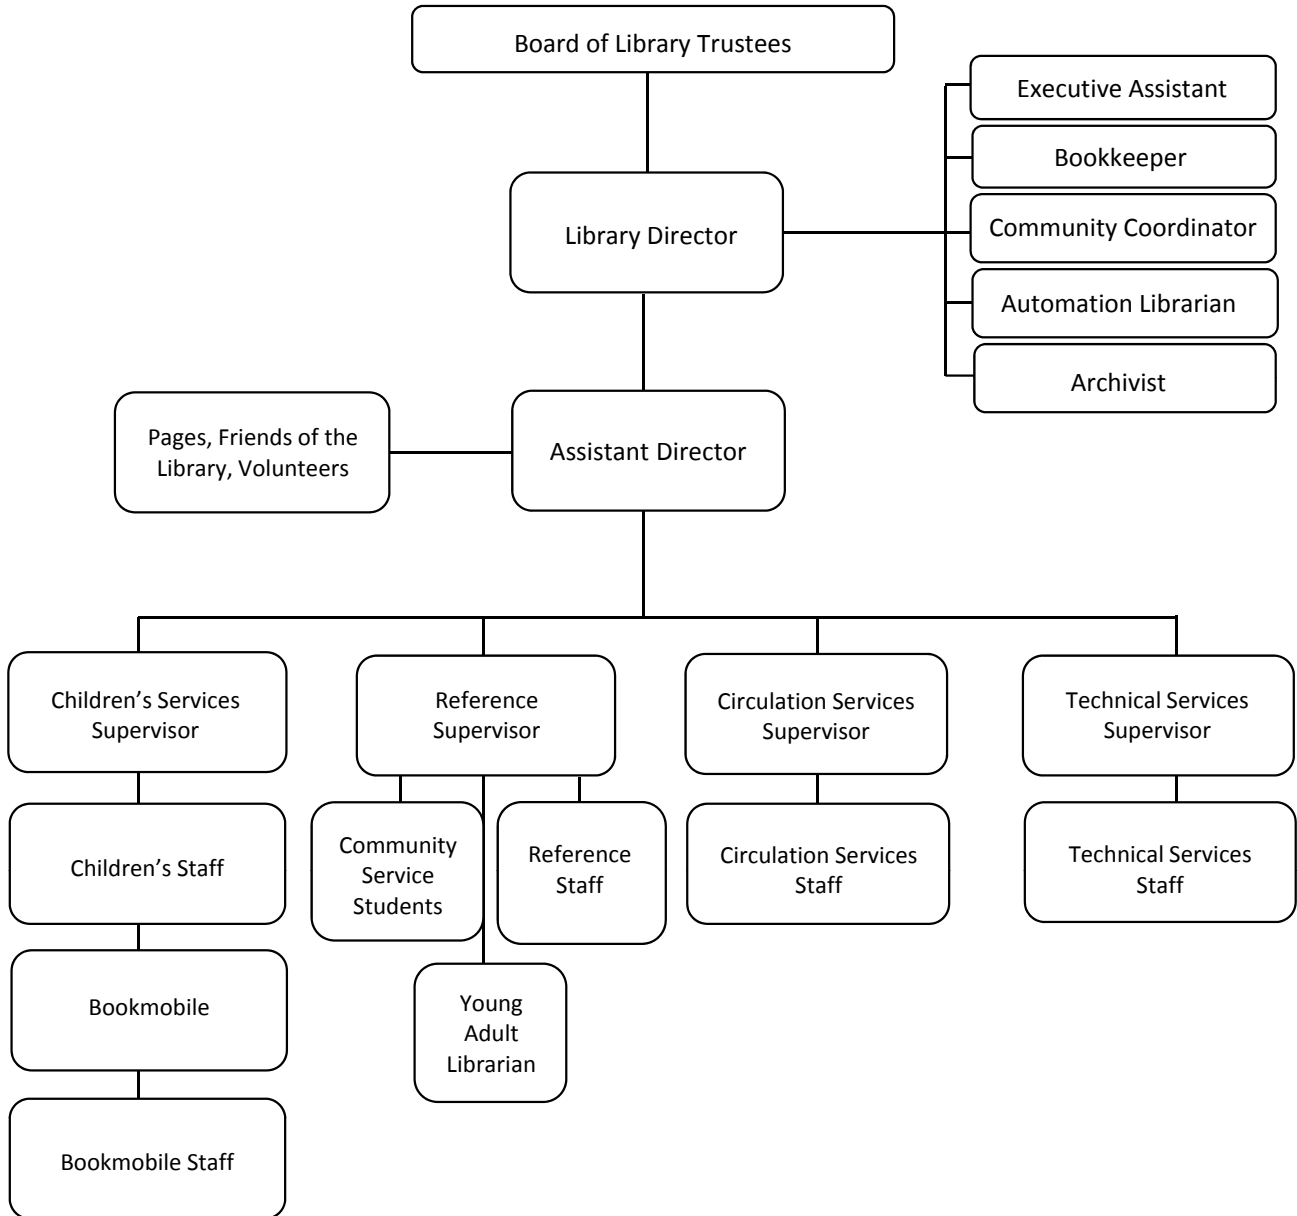 Board of Library Trustees
Executive Assistant
Bookkeeper
Library Director
Community Coordinator
Automation Librarian
Archivist
Pages, Friends of the
Library, Volunteers
Assistant Director
Children’s Services
Supervisor
Reference
Supervisor
Circulation Services
Supervisor
Technical Services
Supervisor
Children’s Staff
Community
Service
Students
Reference
Staff
Circulation Services
Staff
Technical Services
Staff
Bookmobile
Young
Adult
Librarian
Bookmobile Staff